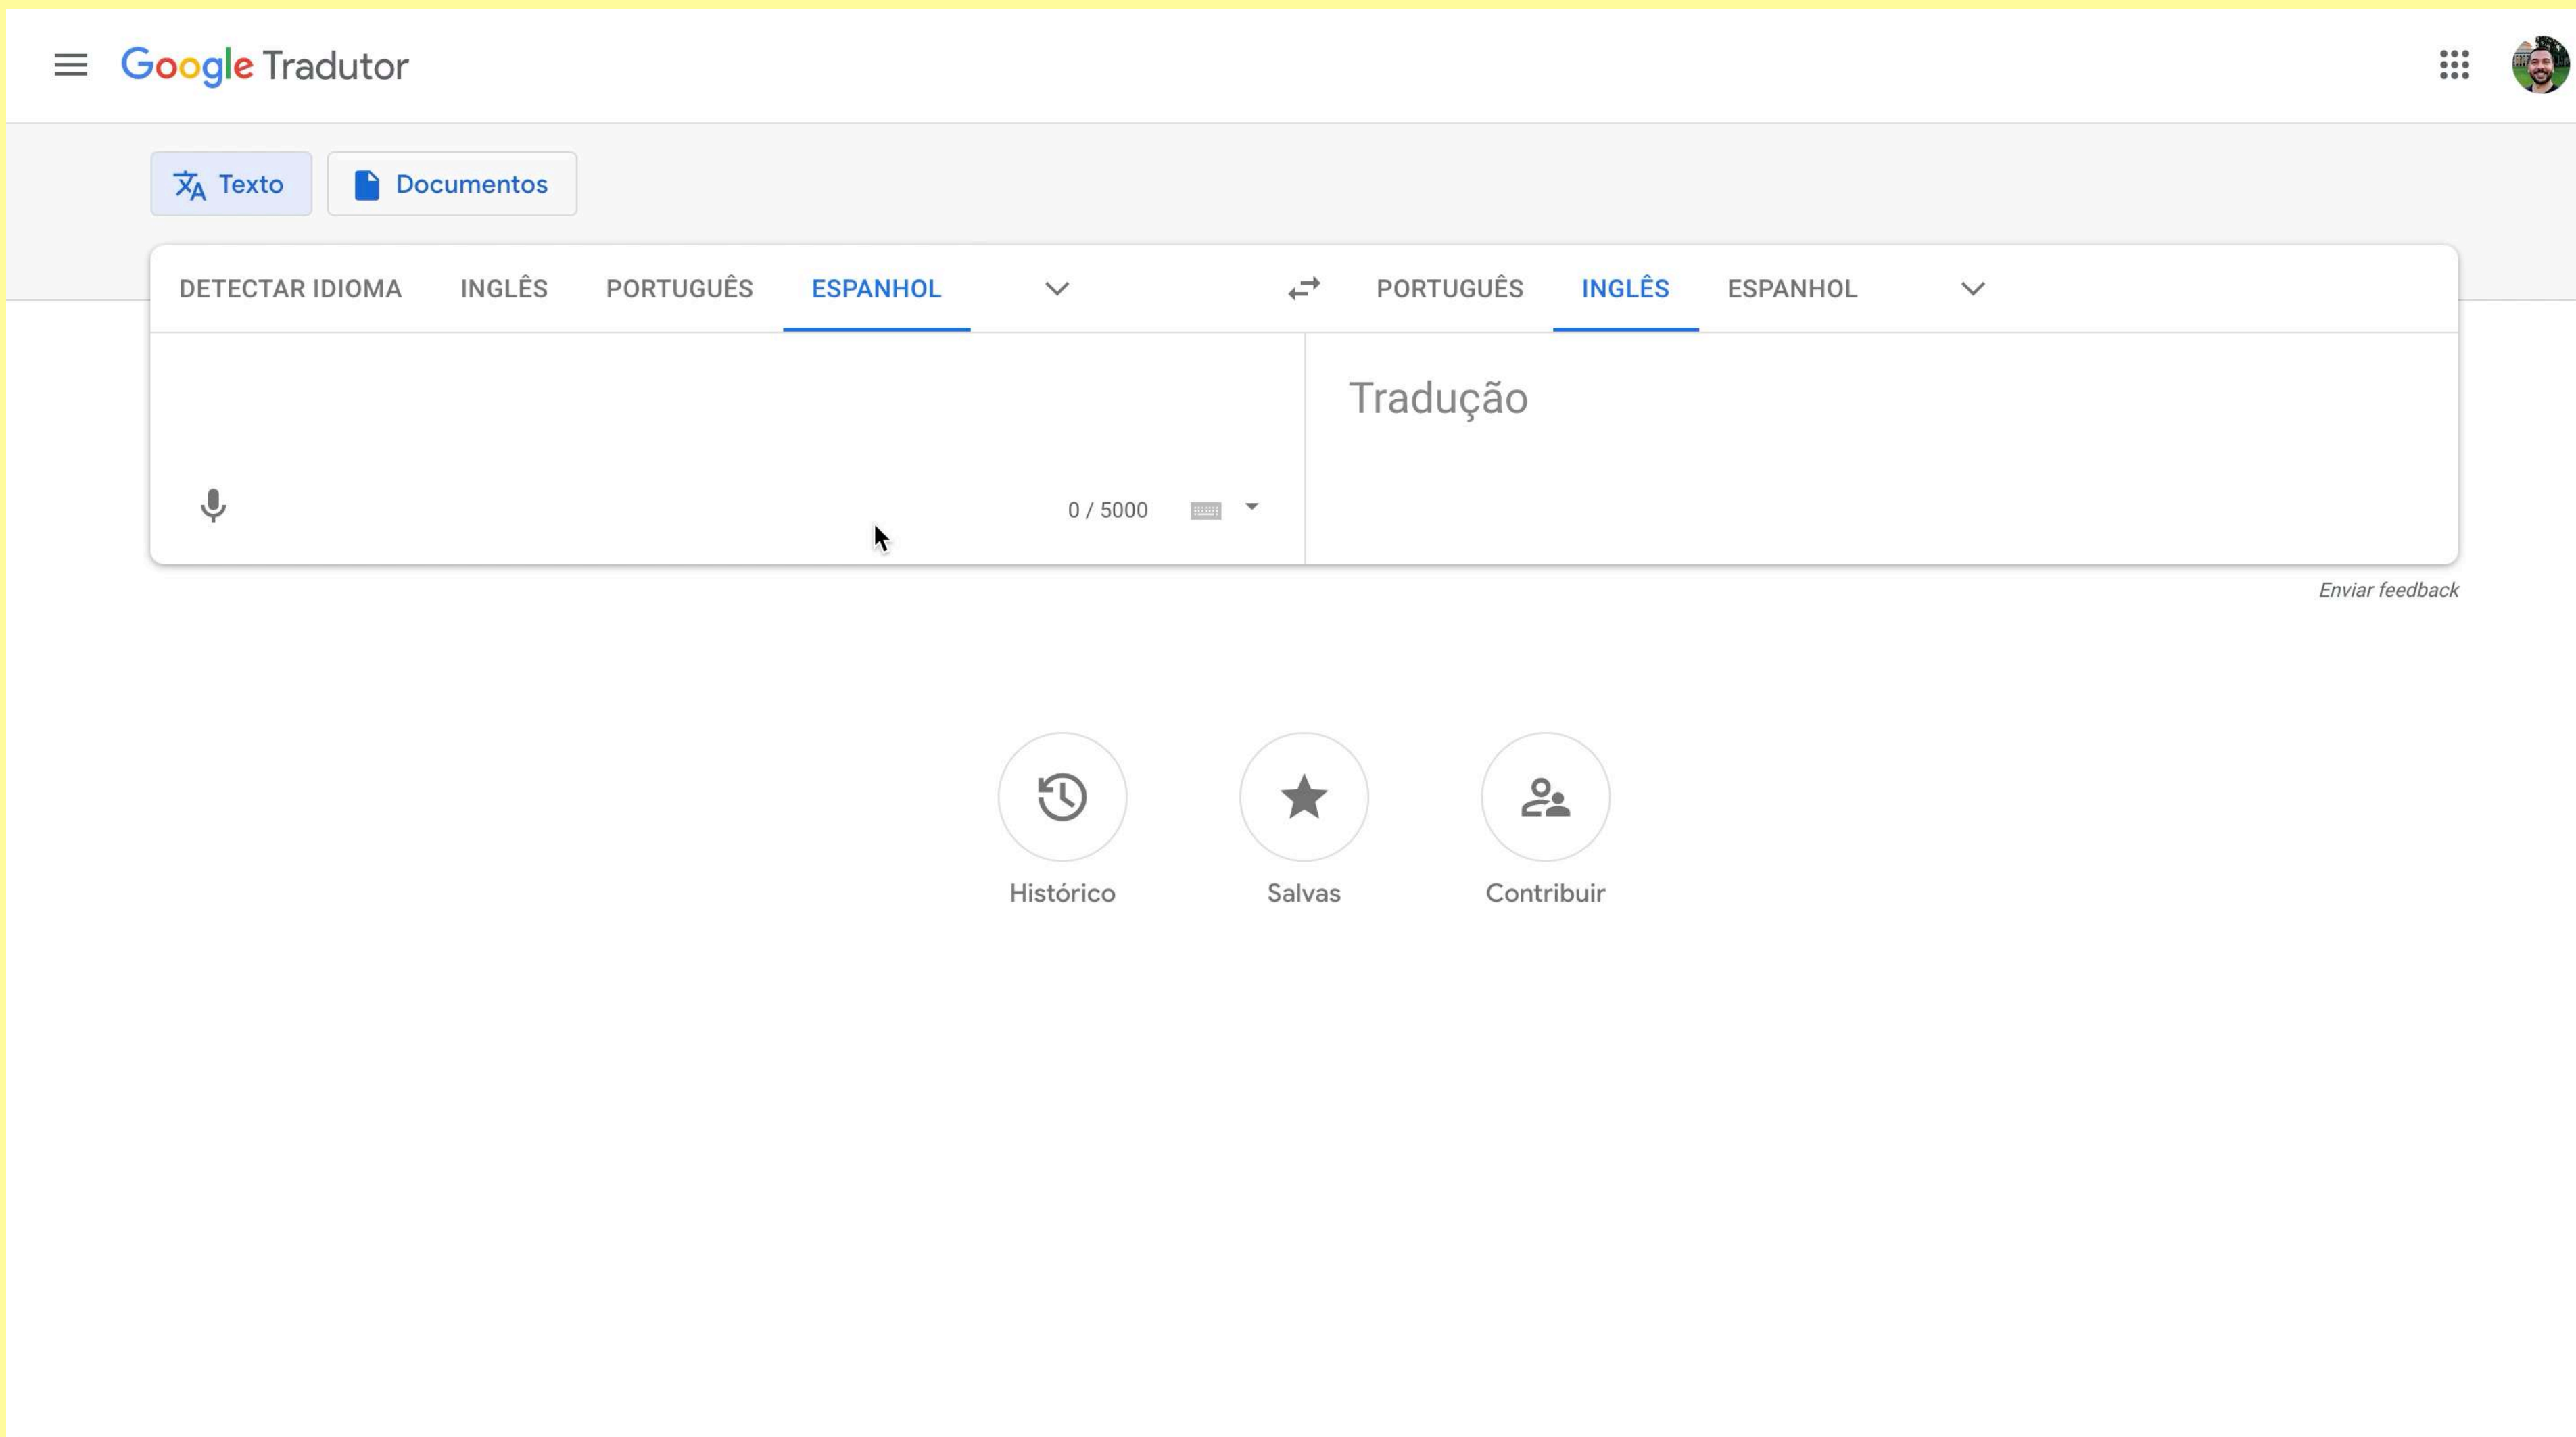 Google Tradutor
Texto
Documentos
DETECTAR IDIOMA INGLÊS PORTUGUÊS ESPANHOL PORTUGUÊS INGLÊS ESPANHOL
Tradução
0 / 5000
Enviar feedback
Histórico Salvas Contribuir